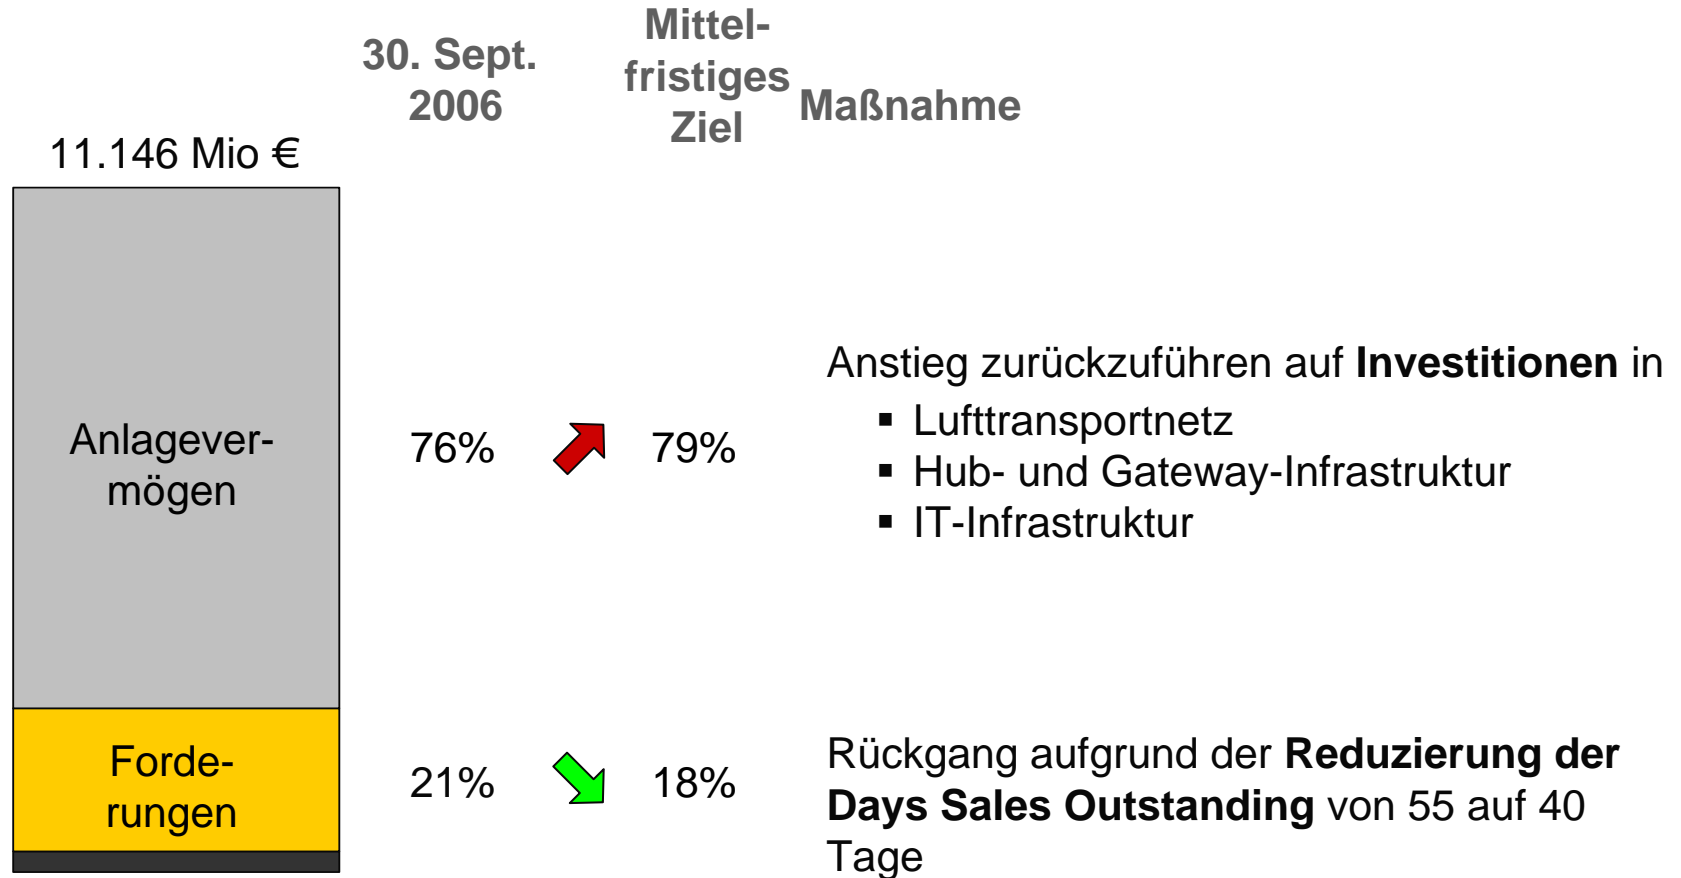 30. Sept.
2006
Mittel-
fristiges
Ziel
Maßnahme
11.146 Mio €
Anlagever-
mögen
76%
79%
Anstieg zurückzuführen auf Investitionen in
▪ Lufttransportnetz
▪ Hub- und Gateway-Infrastruktur
▪ IT-Infrastruktur
Forde-
rungen
21%
18%
Rückgang aufgrund der Reduzierung der
Days Sales Outstanding von 55 auf 40
Tage